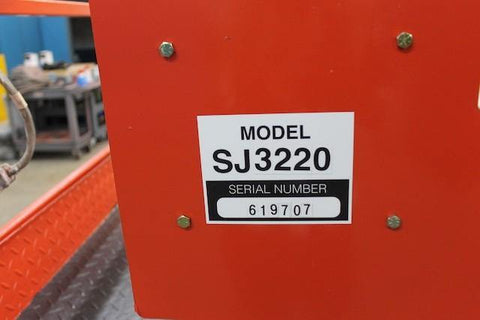 MODEL
SJ3220
SERIAL NUMBER
619707